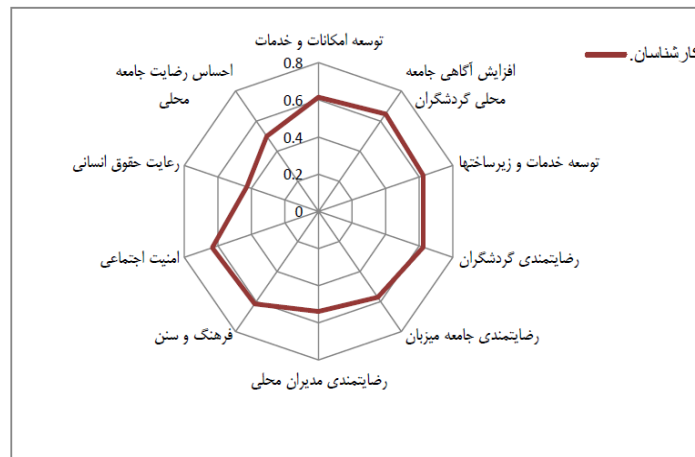 توسعه امکانات و خدمات
کارشناسان.
افزایش آگاهی جامعه
محلی گردشگران
احساس رضایت جامعه
محلی
0.8
0.6
0.4
0.2
0
توسعه خدمات و زیرساختها
رعایت حقوق انسانی
رضایتمندی گردشگران
امنیت اجتماعی
رضایتمندی جامعه میزبان
فرهنگ و سنن
رضایتمندی مدیران محلی